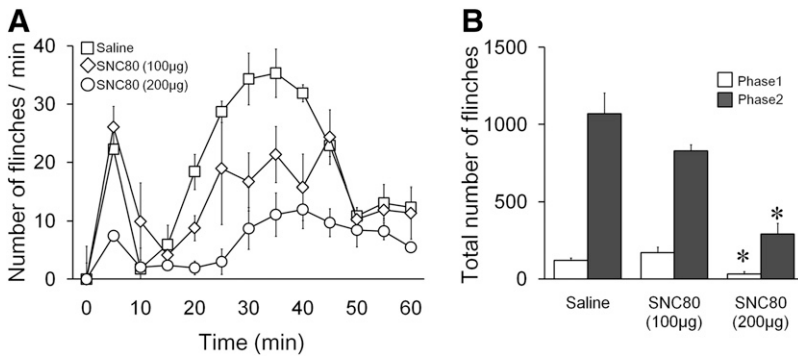 A
Number of flinches / min
40
30
20
10
0
Saline
SNC80 (100μg)
SNC80 (200μg)
0 10 20 30 40 50 60
Time (min)
B
Total number of flinches
1500
1000
500
0
Phase1
Phase2
*
*
Saline SNC80 SNC80
(100μg) (200μg)